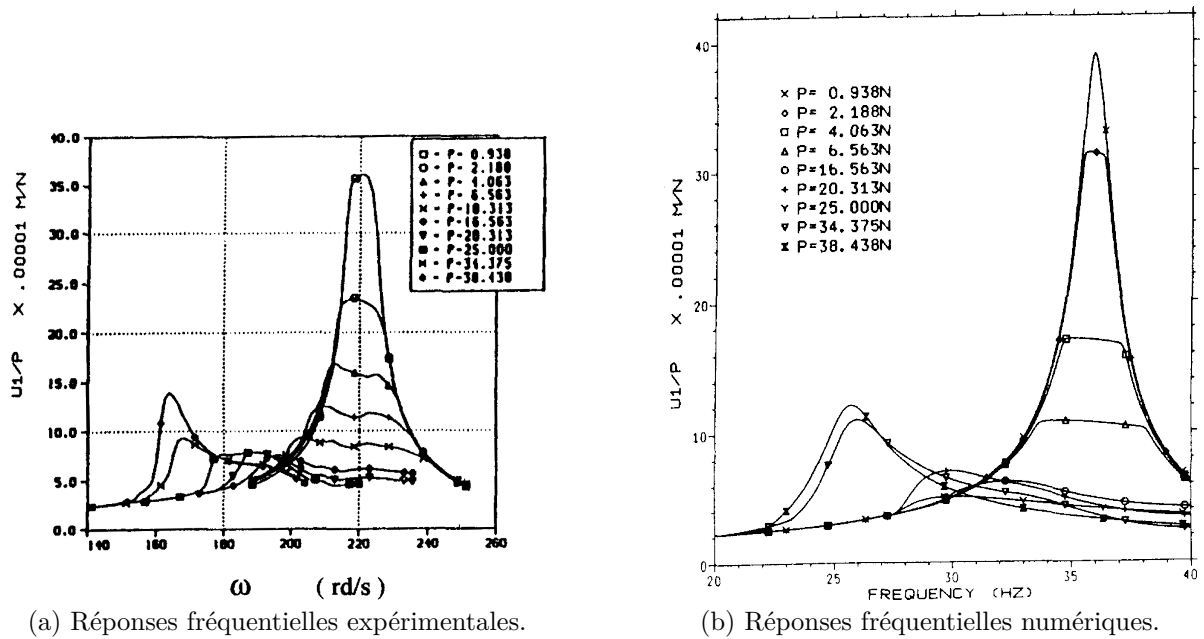 40.0
35.0
30.0
25.0
20.0
15.0
10.0
5.0
0.0
U1/P X .00001 M/N
140 160 180 200 220 240 260
ω ( rd/s )
P= 0.938
P= 2.188
P= 4.063
P= 6.563
P=10.313
P=16.563
P=20.313
P=25.000
P=34.375
P=38.438
(a) Réponses fréquentielles expérimentales.
40
30
20
10
0
U1/P X .00001 M/N
P= 0.938N
P= 2.188N
P= 4.063N
P= 6.563N
P=16.563N
P=20.313N
P=25.000N
P=34.375N
P=38.438N
20 25 30 35 40
FREQUENCY (HZ)
(b) Réponses fréquentielles numériques.